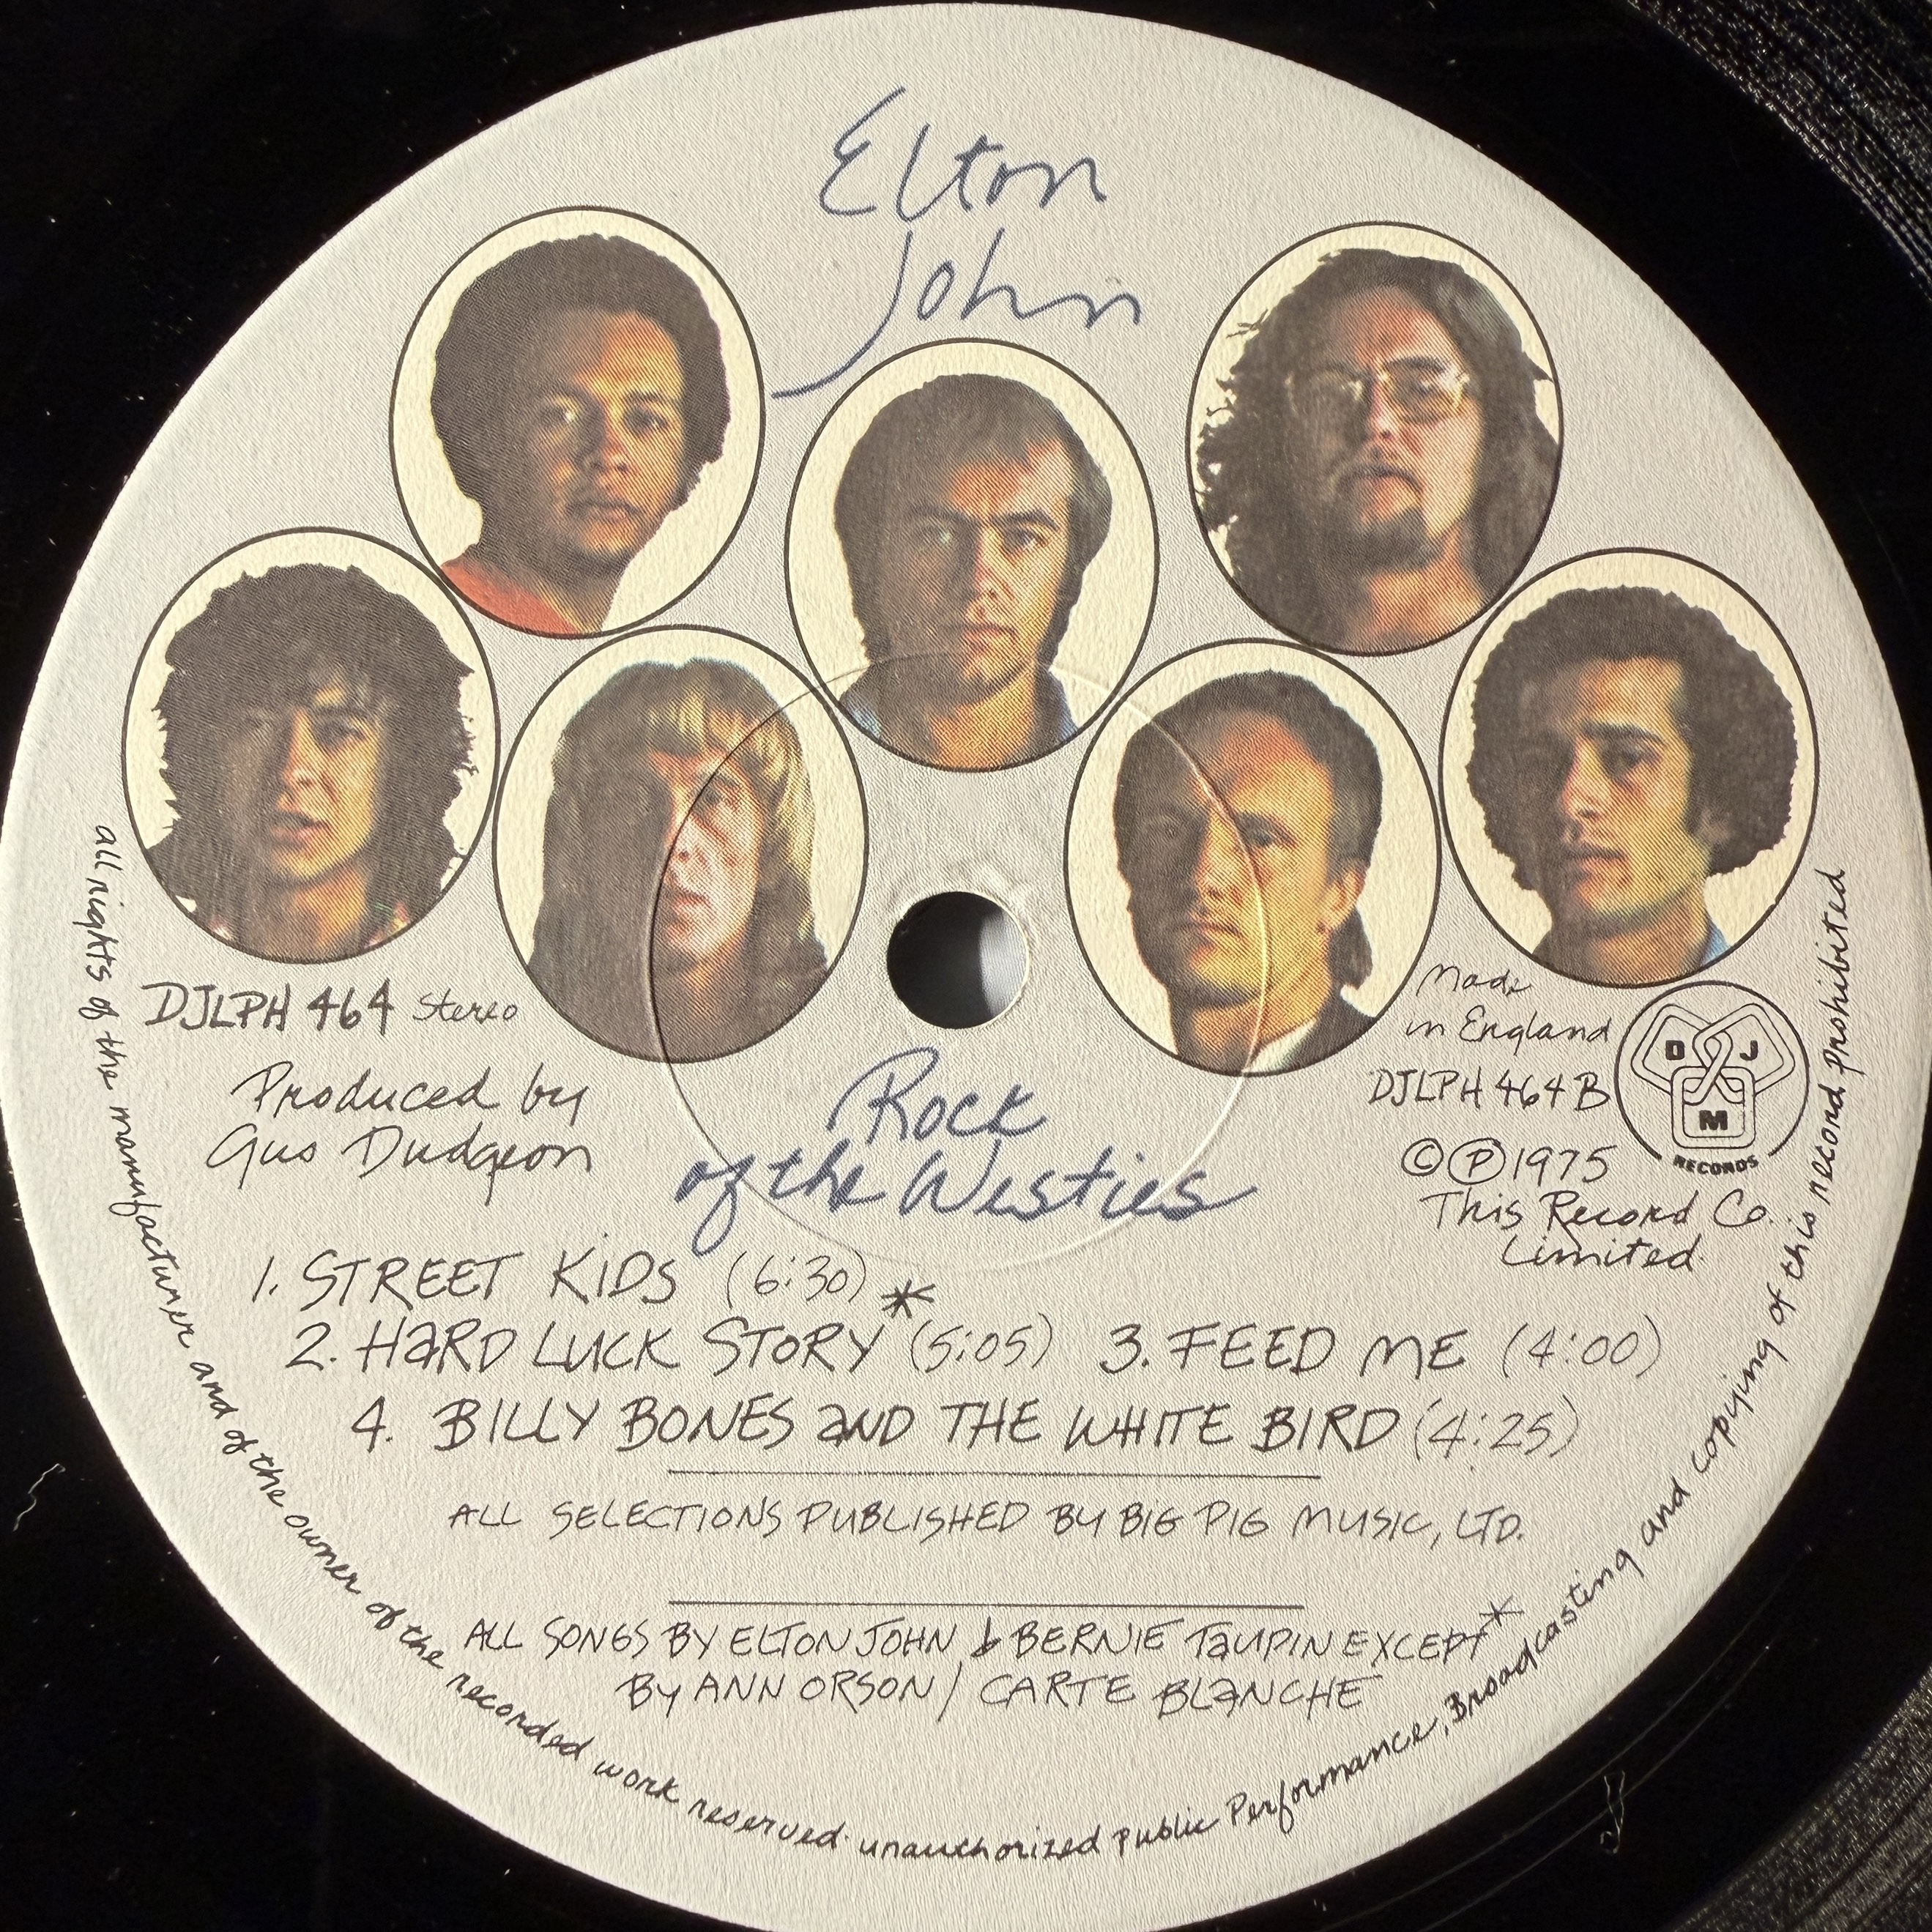 Elton
John
DJLPH 464 Stereo
Produced by
Gus Dudgeon
Made
in England
DJLPH 464 B
D J
M
RECORDS
© ℗ 1975
This Record Co.
Limited.
Rock
of the Westies
1. STREET KiDS (6:30)
2. HaRD LUCK STORY* (5:05) 3. FEED ME (4:00)
4. BILLY BONES aND THE WHITE BIRD (4:25)
ALL SELECTIONS PUBLISHED BY BIG PIG MUSIC, LTD.
ALL SONGS BY ELTON JOHN & BERNIE TaUPIN EXCEPT*
By ANN ORSON / CARTE BLaNCHE
all rights of the manufacturer and of the owner of the recorded work reserved. unauthorized public Performance, Broadcasting and copying of this record prohibited